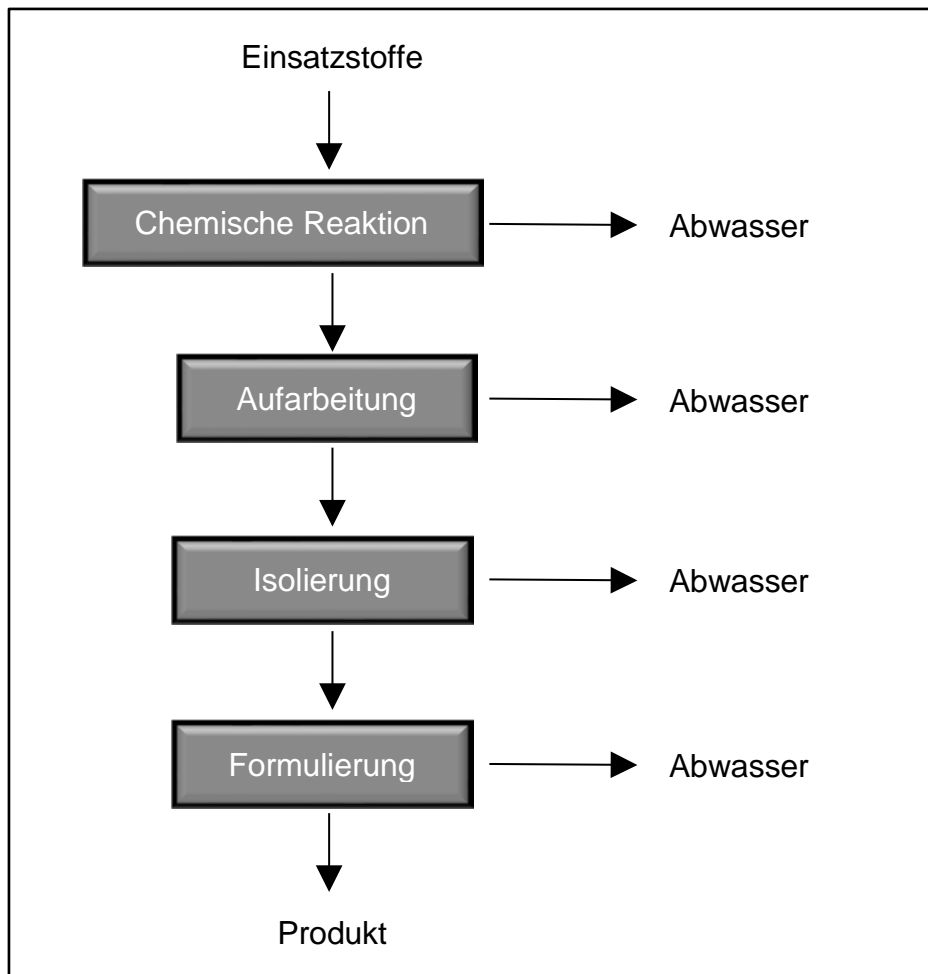 Einsatzstoffe
Chemische Reaktion
Abwasser
Aufarbeitung
Abwasser
Isolierung
Abwasser
Formulierung
Abwasser
Produkt